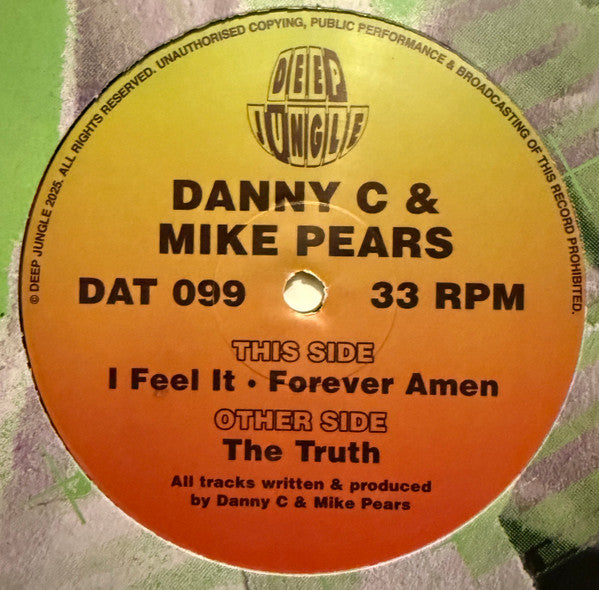 © DEEP JUNGLE 2025. ALL RIGHTS RESERVED. UNAUTHORISED COPYING, PUBLIC PERFORMANCE & BROADCASTING OF THIS RECORD PROHIBITED.
DEEP
JUNGLE
DANNY C &
MIKE PEARS
DAT 099
33 RPM
THIS SIDE
I Feel It • Forever Amen
OTHER SIDE
The Truth
All tracks written & produced
by Danny C & Mike Pears